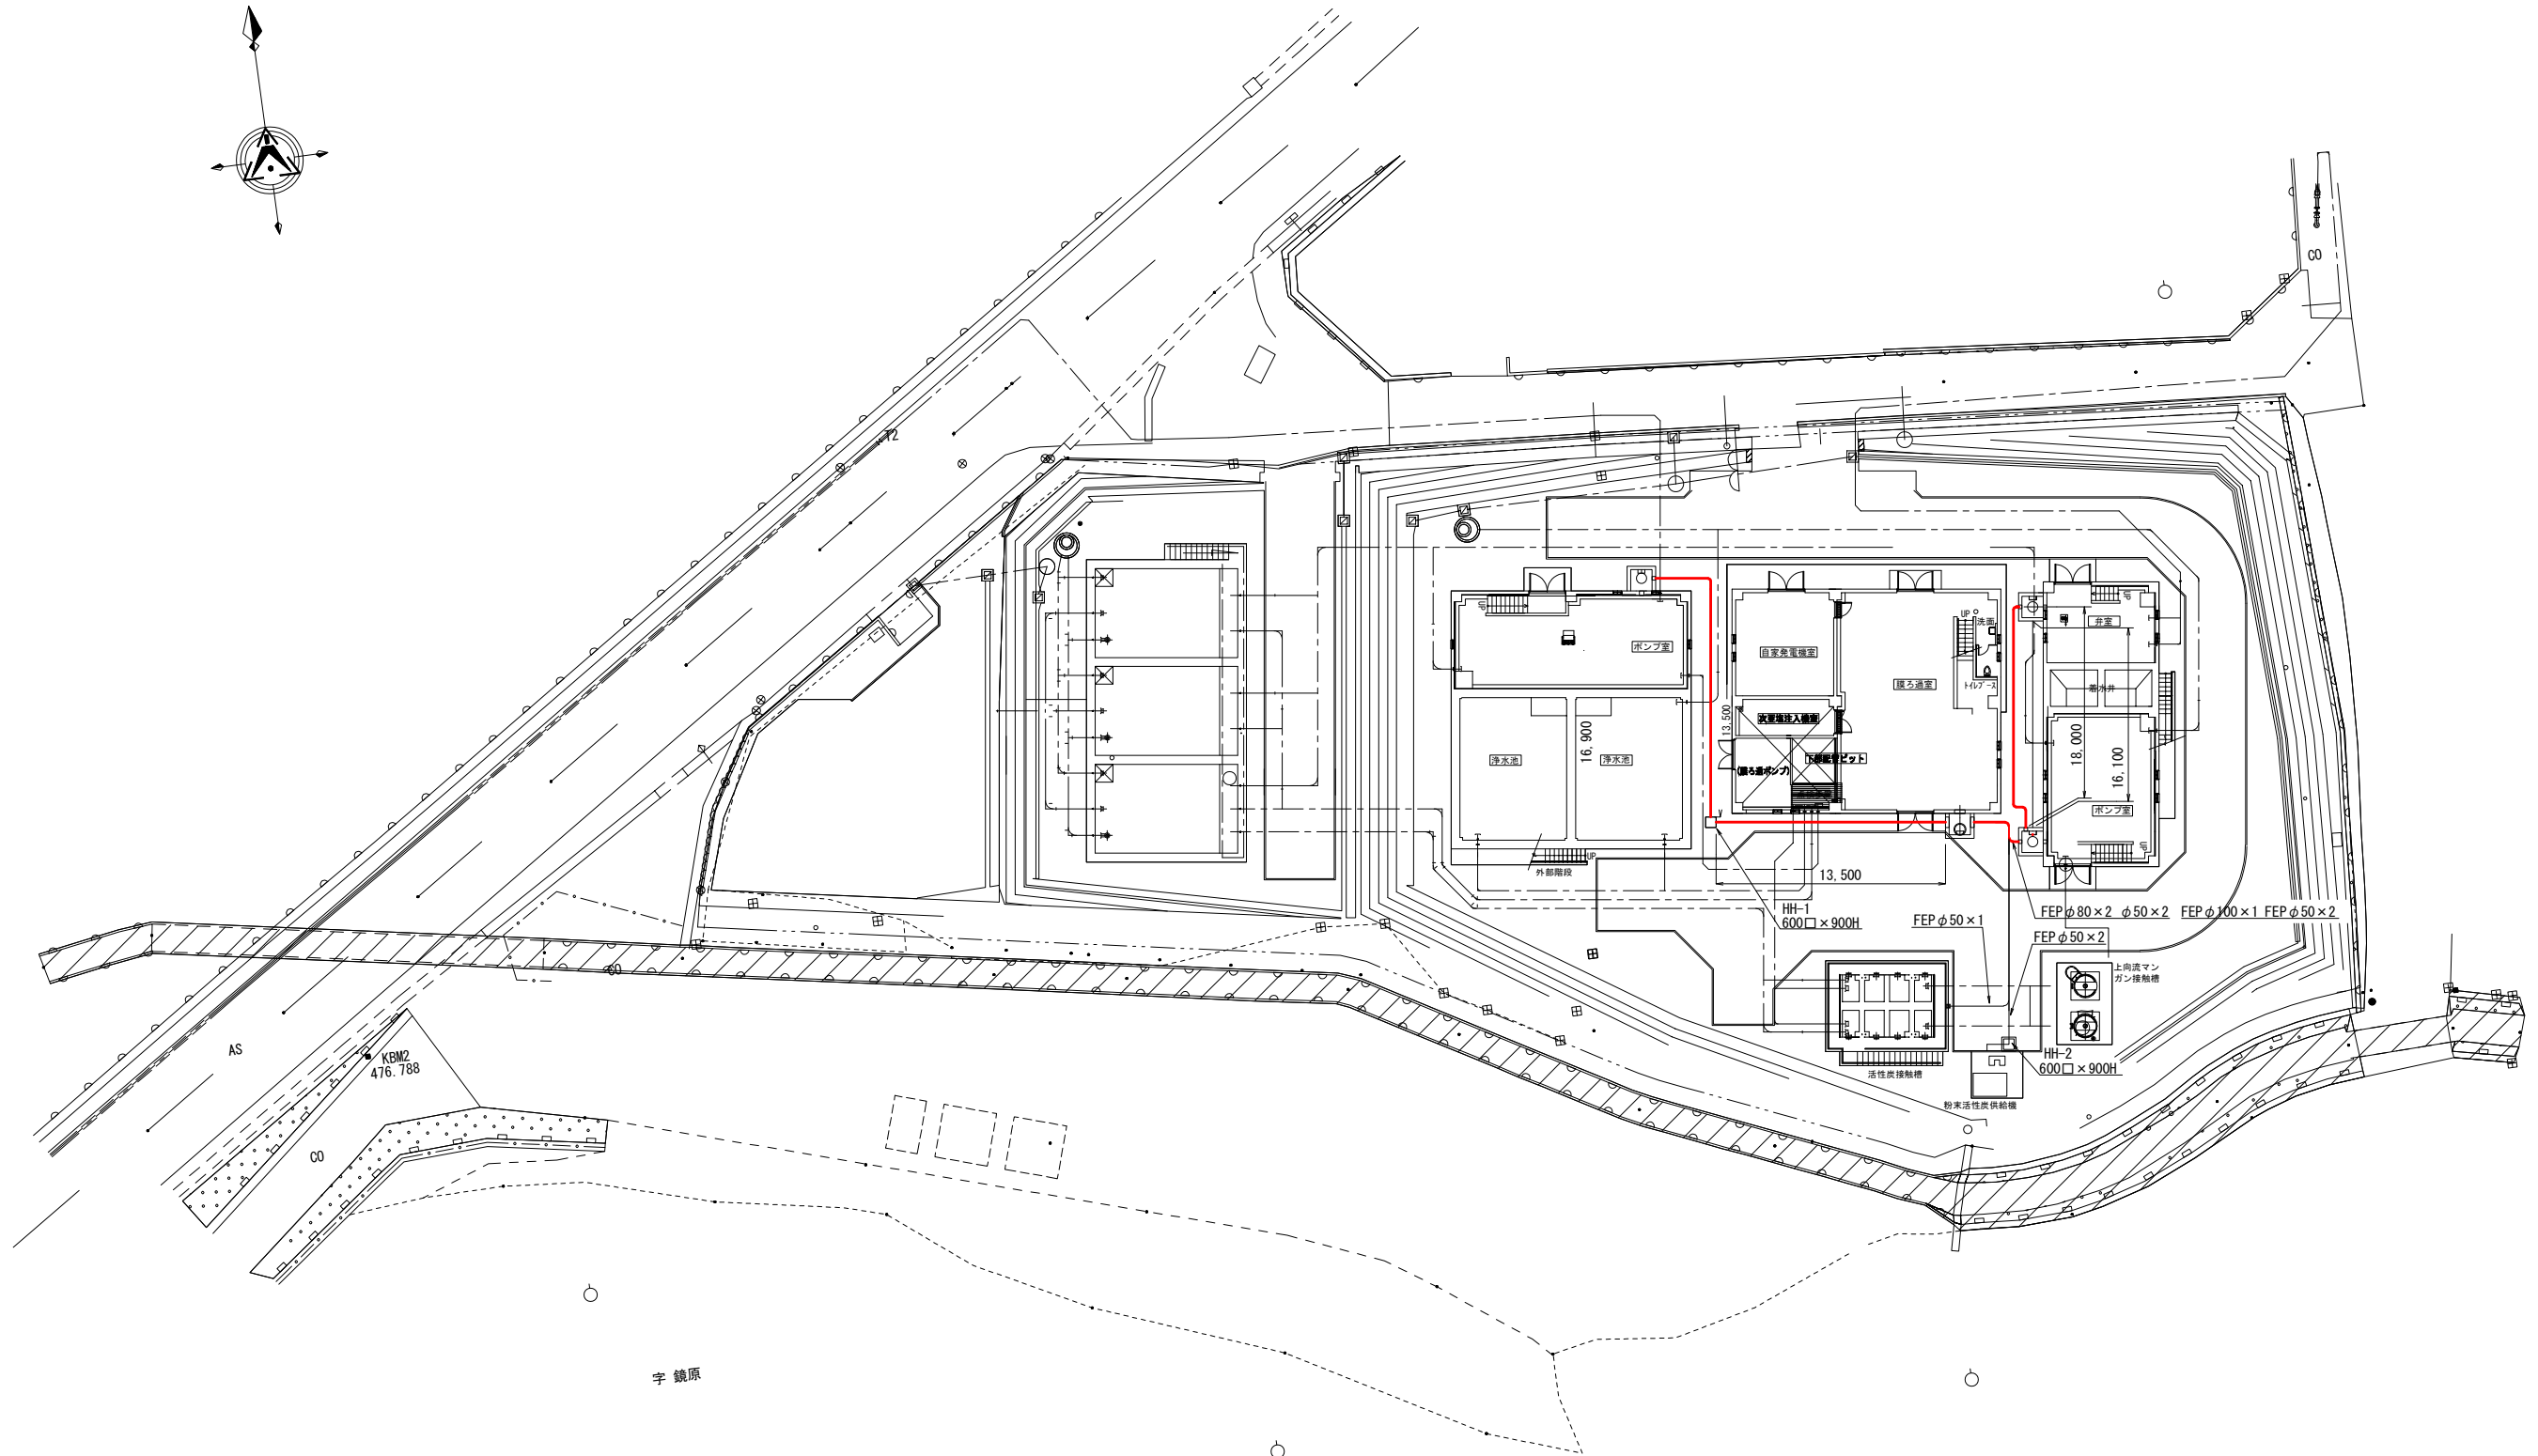 CO
T2
UP
洗面
UP
弁室
ポンプ室
自家発電機室
膜ろ過室
トイレブース
着水井
13,500
次亜塩注入機室
16,900
18,000
16,100
浄水池
浄水池
(膜ろ過ポンプ)
下部配管ピット
ポンプ室
UP
UP
外部階段
13,500
HH-1
600□×900H
FEPφ50×1
FEPφ80×2 φ50×2 FEPφ100×1 FEPφ50×2
FEPφ50×2
上向流マン
ガン接触槽
CO
AS
KBM2
476.788
HH-2
600□×900H
活性炭接触槽
粉末活性炭供給機
CO
字 鏡原